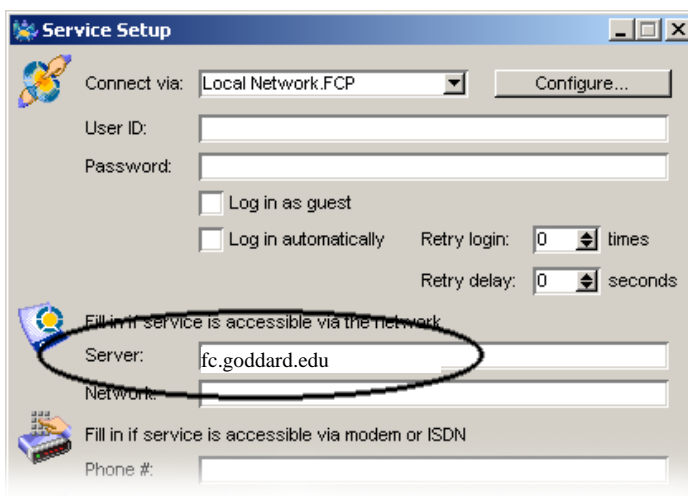 Service Setup
Connect via: Local Network.FCP Configure...
User ID:
Password:
Log in as guest
Log in automatically Retry login: 0 times
Retry delay: 0 seconds
Fill in if service is accessible via the network
Server: fc.goddard.edu
Network:
Fill in if service is accessible via modem or ISDN
Phone #: